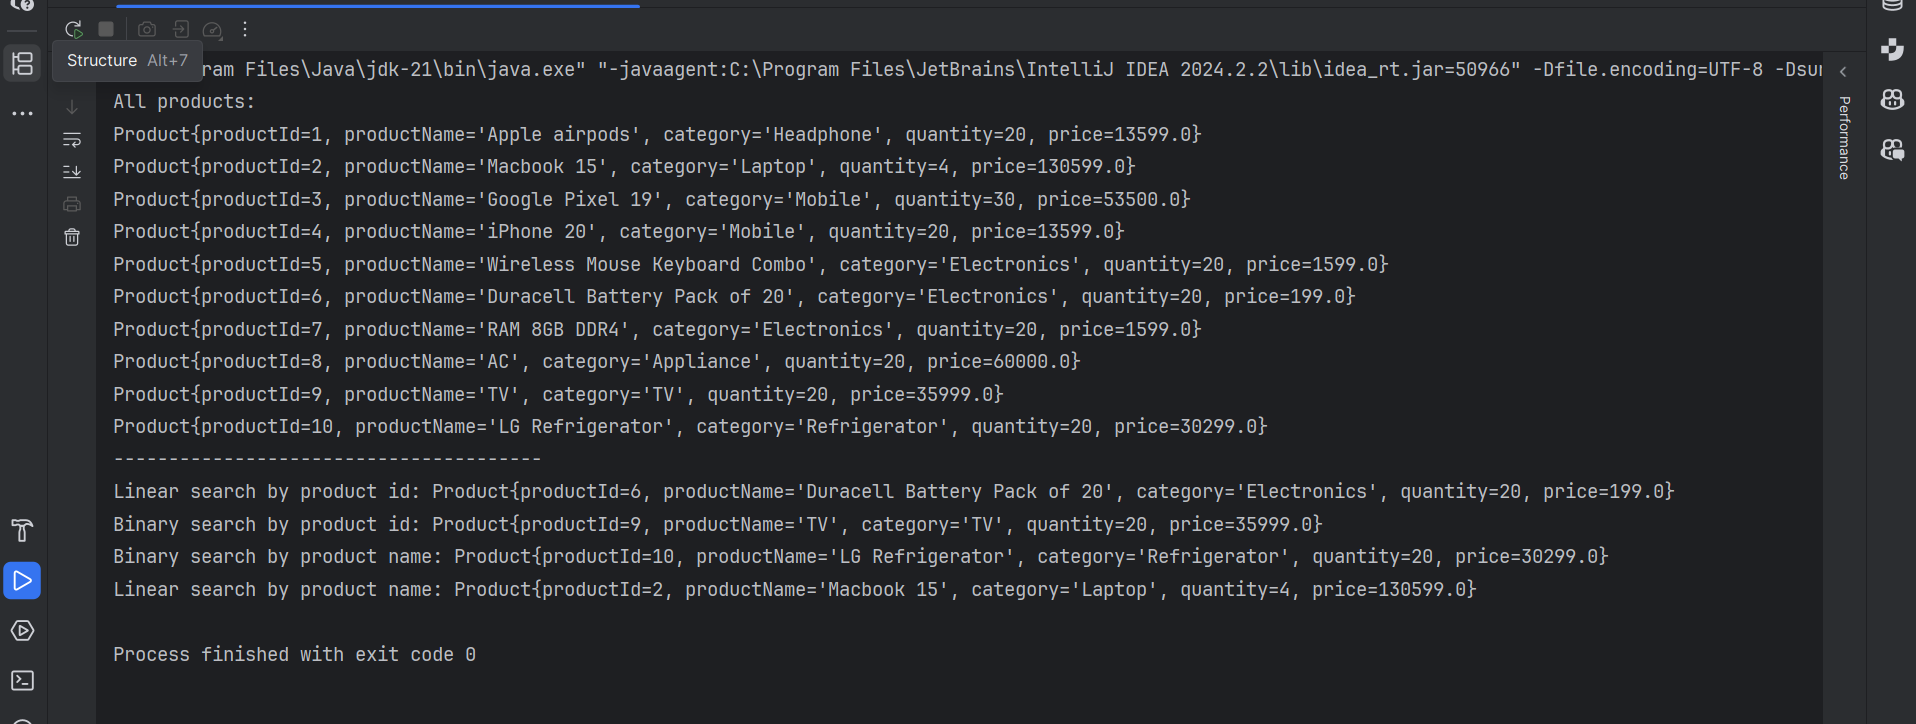 Structure Alt+7
ram Files\Java\jdk-21\bin\java.exe" "-javaagent:C:\Program Files\JetBrains\IntelliJ IDEA 2024.2.2\lib\idea_rt.jar=50966" -Dfile.encoding=UTF-8 -Dsu
All products:
Product{productId=1, productName='Apple airpods', category='Headphone', quantity=20, price=13599.0}
Product{productId=2, productName='Macbook 15', category='Laptop', quantity=4, price=130599.0}
Product{productId=3, productName='Google Pixel 19', category='Mobile', quantity=30, price=53500.0}
Product{productId=4, productName='iPhone 20', category='Mobile', quantity=20, price=13599.0}
Product{productId=5, productName='Wireless Mouse Keyboard Combo', category='Electronics', quantity=20, price=1599.0}
Product{productId=6, productName='Duracell Battery Pack of 20', category='Electronics', quantity=20, price=199.0}
Product{productId=7, productName='RAM 8GB DDR4', category='Electronics', quantity=20, price=1599.0}
Product{productId=8, productName='AC', category='Appliance', quantity=20, price=60000.0}
Product{productId=9, productName='TV', category='TV', quantity=20, price=35999.0}
Product{productId=10, productName='LG Refrigerator', category='Refrigerator', quantity=20, price=30299.0}
---------------------------------------
Linear search by product id: Product{productId=6, productName='Duracell Battery Pack of 20', category='Electronics', quantity=20, price=199.0}
Binary search by product id: Product{productId=9, productName='TV', category='TV', quantity=20, price=35999.0}
Binary search by product name: Product{productId=10, productName='LG Refrigerator', category='Refrigerator', quantity=20, price=30299.0}
Linear search by product name: Product{productId=2, productName='Macbook 15', category='Laptop', quantity=4, price=130599.0}
Process finished with exit code 0
Performance